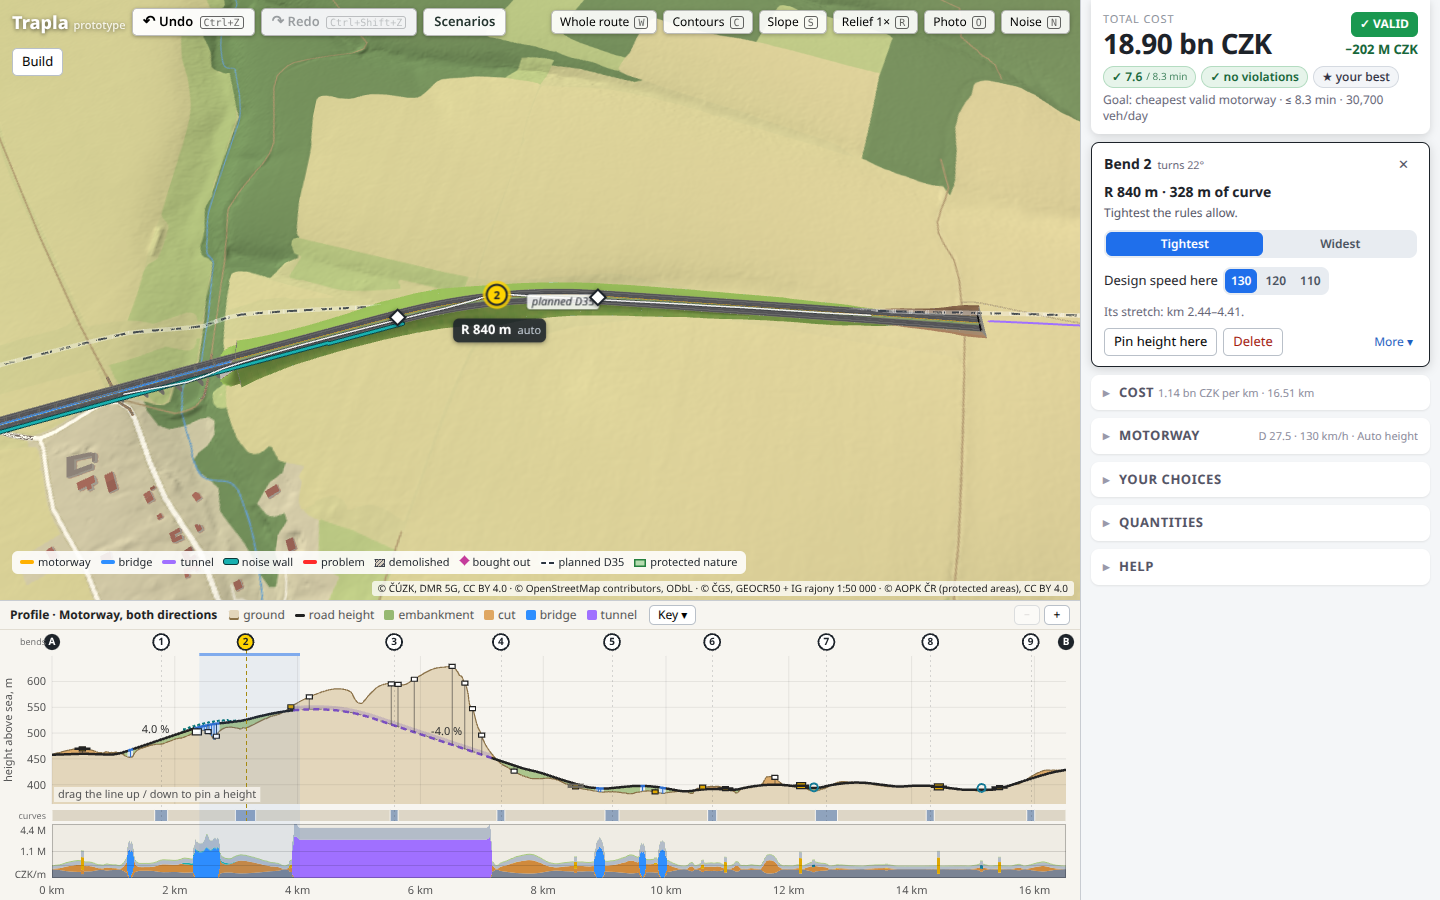 Trapla prototype
↶ Undo Ctrl+Z
↷ Redo Ctrl+Shift+Z
Scenarios
Whole route W
Contours C
Slope S
Relief 1× R
Photo O
Noise N
Build
2
planned D35
R 840 m auto
motorway
bridge
tunnel
noise wall
problem
demolished
bought out
planned D35
protected nature
© ČÚZK, DMR 5G, CC BY 4.0 · © OpenStreetMap contributors, ODbL · © ČGS, GEOCR50 + IG rajony 1:50 000 · © AOPK ČR (protected areas), CC BY 4.0
TOTAL COST
18.90 bn CZK
✓ VALID
−202 M CZK
✓ 7.6 / 8.3 min
✓ no violations
★ your best
Goal: cheapest valid motorway · ≤ 8.3 min · 30,700
veh/day
Bend 2 turns 22°
✕
R 840 m · 328 m of curve
Tightest the rules allow.
Tightest
Widest
Design speed here 130 120 110
Its stretch: km 2.44–4.41.
Pin height here
Delete
More ▾
▸ COST 1.14 bn CZK per km · 16.51 km
▸ MOTORWAY D 27.5 · 130 km/h · Auto height
▸ YOUR CHOICES
▸ QUANTITIES
▸ HELP
Profile · Motorway, both directions
ground
road height
embankment
cut
bridge
tunnel
Key ▾
−
+
bends A 1 2 3 4 5 6 7 8 9 B
height above sea, m
600
550
500
450
400
4.0 %
-4.0 %
drag the line up / down to pin a height
curves
4.4 M
1.1 M
CZK/m
0 km 2 km 4 km 6 km 8 km 10 km 12 km 14 km 16 km